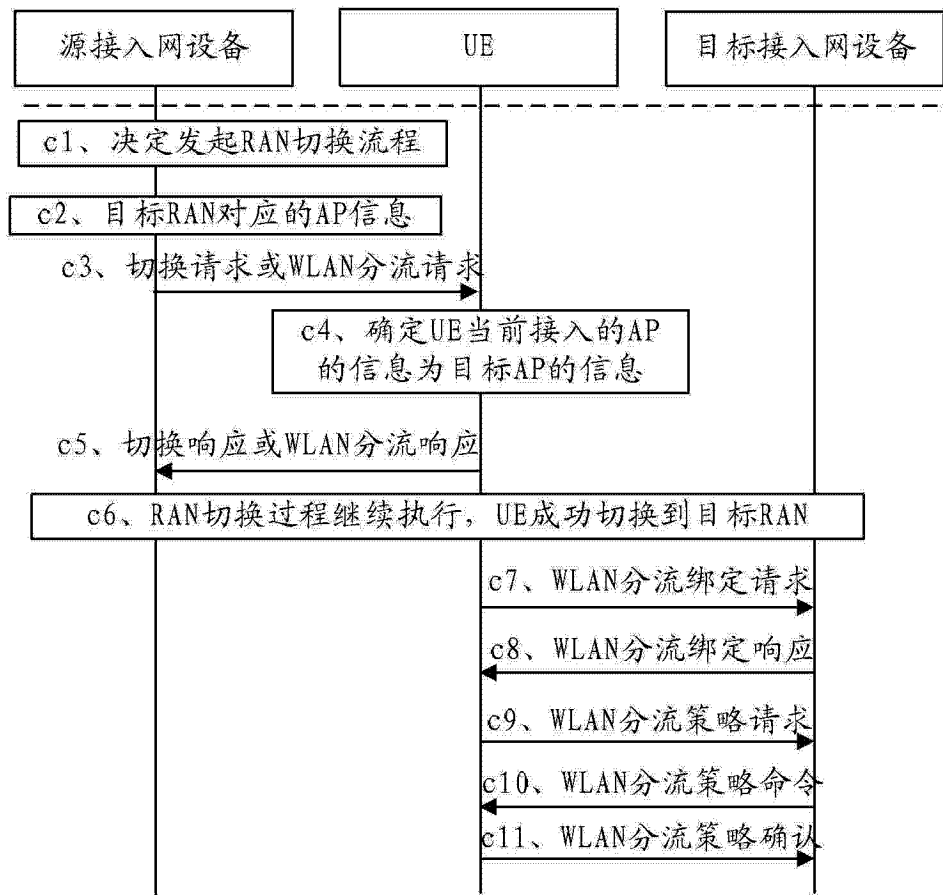 源接入网设备
UE
目标接入网设备
c1、决定发起RAN切换流程
c2、目标RAN对应的AP信息
c3、切换请求或WLAN分流请求
c4、确定UE当前接入的AP
的信息为目标AP的信息
c5、切换响应或WLAN分流响应
c6、RAN切换过程继续执行，UE成功切换到目标RAN
c7、WLAN分流绑定请求
c8、WLAN分流绑定响应
c9、WLAN分流策略请求
c10、WLAN分流策略命令
c11、WLAN分流策略确认